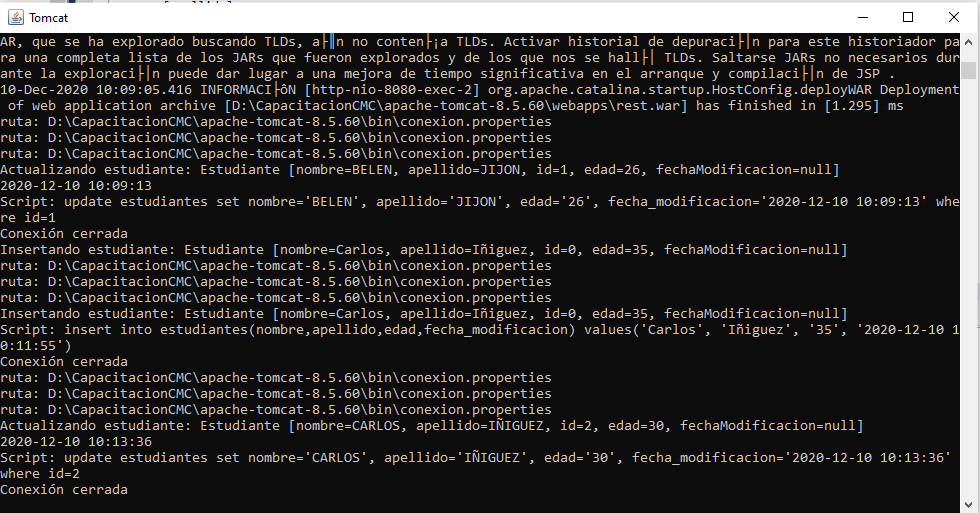 Tomcat
AR, que se ha explorado buscando TLDs, a├║n no conten├¡a TLDs. Activar historial de depuraci├│n para este historiador pa
ra una completa lista de los JARs que fueron explorados y de los que nos se hall├│ TLDs. Saltarse JARs no necesarios dur
ante la exploraci├│n puede dar lugar a una mejora de tiempo significativa en el arranque y compilaci├│n de JSP .
10-Dec-2020 10:09:05.416 INFORMACI├ôN [http-nio-8080-exec-2] org.apache.catalina.startup.HostConfig.deployWAR Deployment
 of web application archive [D:\CapacitacionCMC\apache-tomcat-8.5.60\webapps\rest.war] has finished in [1.295] ms
ruta: D:\CapacitacionCMC\apache-tomcat-8.5.60\bin\conexion.properties
ruta: D:\CapacitacionCMC\apache-tomcat-8.5.60\bin\conexion.properties
ruta: D:\CapacitacionCMC\apache-tomcat-8.5.60\bin\conexion.properties
Actualizando estudiante: Estudiante [nombre=BELEN, apellido=JIJON, id=1, edad=26, fechaModificacion=null]
2020-12-10 10:09:13
Script: update estudiantes set nombre='BELEN', apellido='JIJON', edad='26', fecha_modificacion='2020-12-10 10:09:13' whe
re id=1
Conexión cerrada
Insertando estudiante: Estudiante [nombre=Carlos, apellido=Iñiguez, id=0, edad=35, fechaModificacion=null]
ruta: D:\CapacitacionCMC\apache-tomcat-8.5.60\bin\conexion.properties
ruta: D:\CapacitacionCMC\apache-tomcat-8.5.60\bin\conexion.properties
ruta: D:\CapacitacionCMC\apache-tomcat-8.5.60\bin\conexion.properties
Insertando estudiante: Estudiante [nombre=Carlos, apellido=Iñiguez, id=0, edad=35, fechaModificacion=null]
Script: insert into estudiantes(nombre,apellido,edad,fecha_modificacion) values('Carlos', 'Iñiguez', '35', '2020-12-10 1
0:11:55')
Conexión cerrada
ruta: D:\CapacitacionCMC\apache-tomcat-8.5.60\bin\conexion.properties
ruta: D:\CapacitacionCMC\apache-tomcat-8.5.60\bin\conexion.properties
ruta: D:\CapacitacionCMC\apache-tomcat-8.5.60\bin\conexion.properties
Actualizando estudiante: Estudiante [nombre=CARLOS, apellido=IÑIGUEZ, id=2, edad=30, fechaModificacion=null]
2020-12-10 10:13:36
Script: update estudiantes set nombre='CARLOS', apellido='IÑIGUEZ', edad='30', fecha_modificacion='2020-12-10 10:13:36'
where id=2
Conexión cerrada